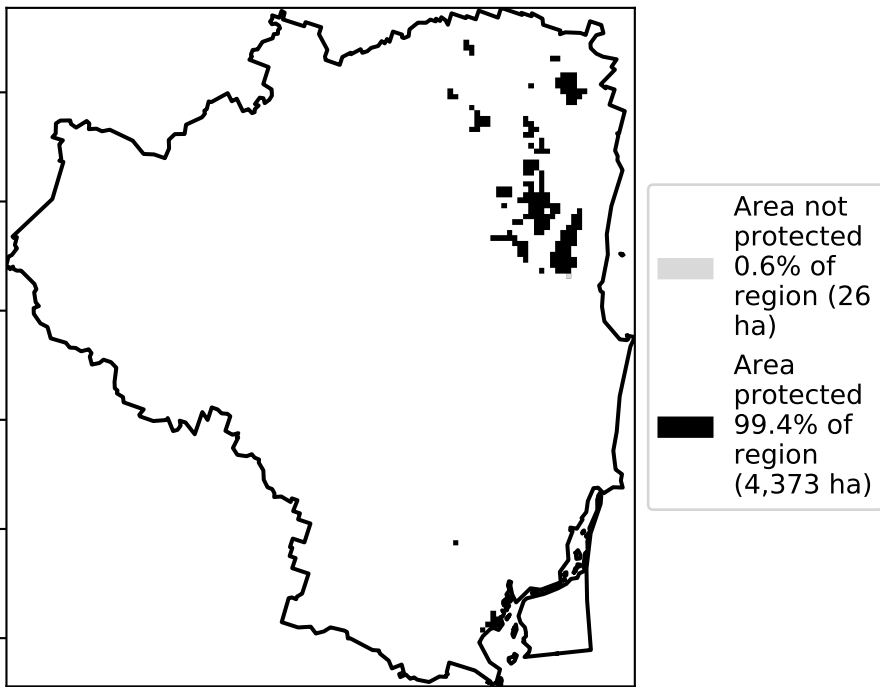 Area not
protected
0.6% of
region (26
ha)
Area
protected
99.4% of
region
(4,373 ha)